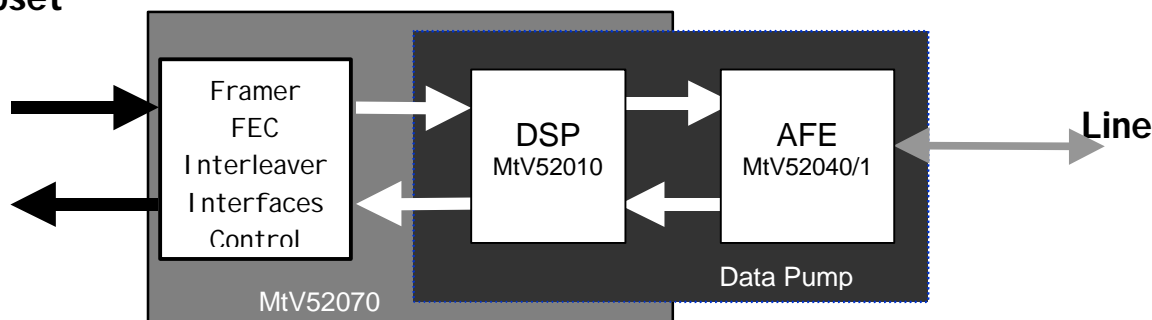 Framer
FEC
Interleaver
Interfaces
Control
DSP
MtV52010
AFE
MtV52040/1
Line
Data Pump
MtV52070